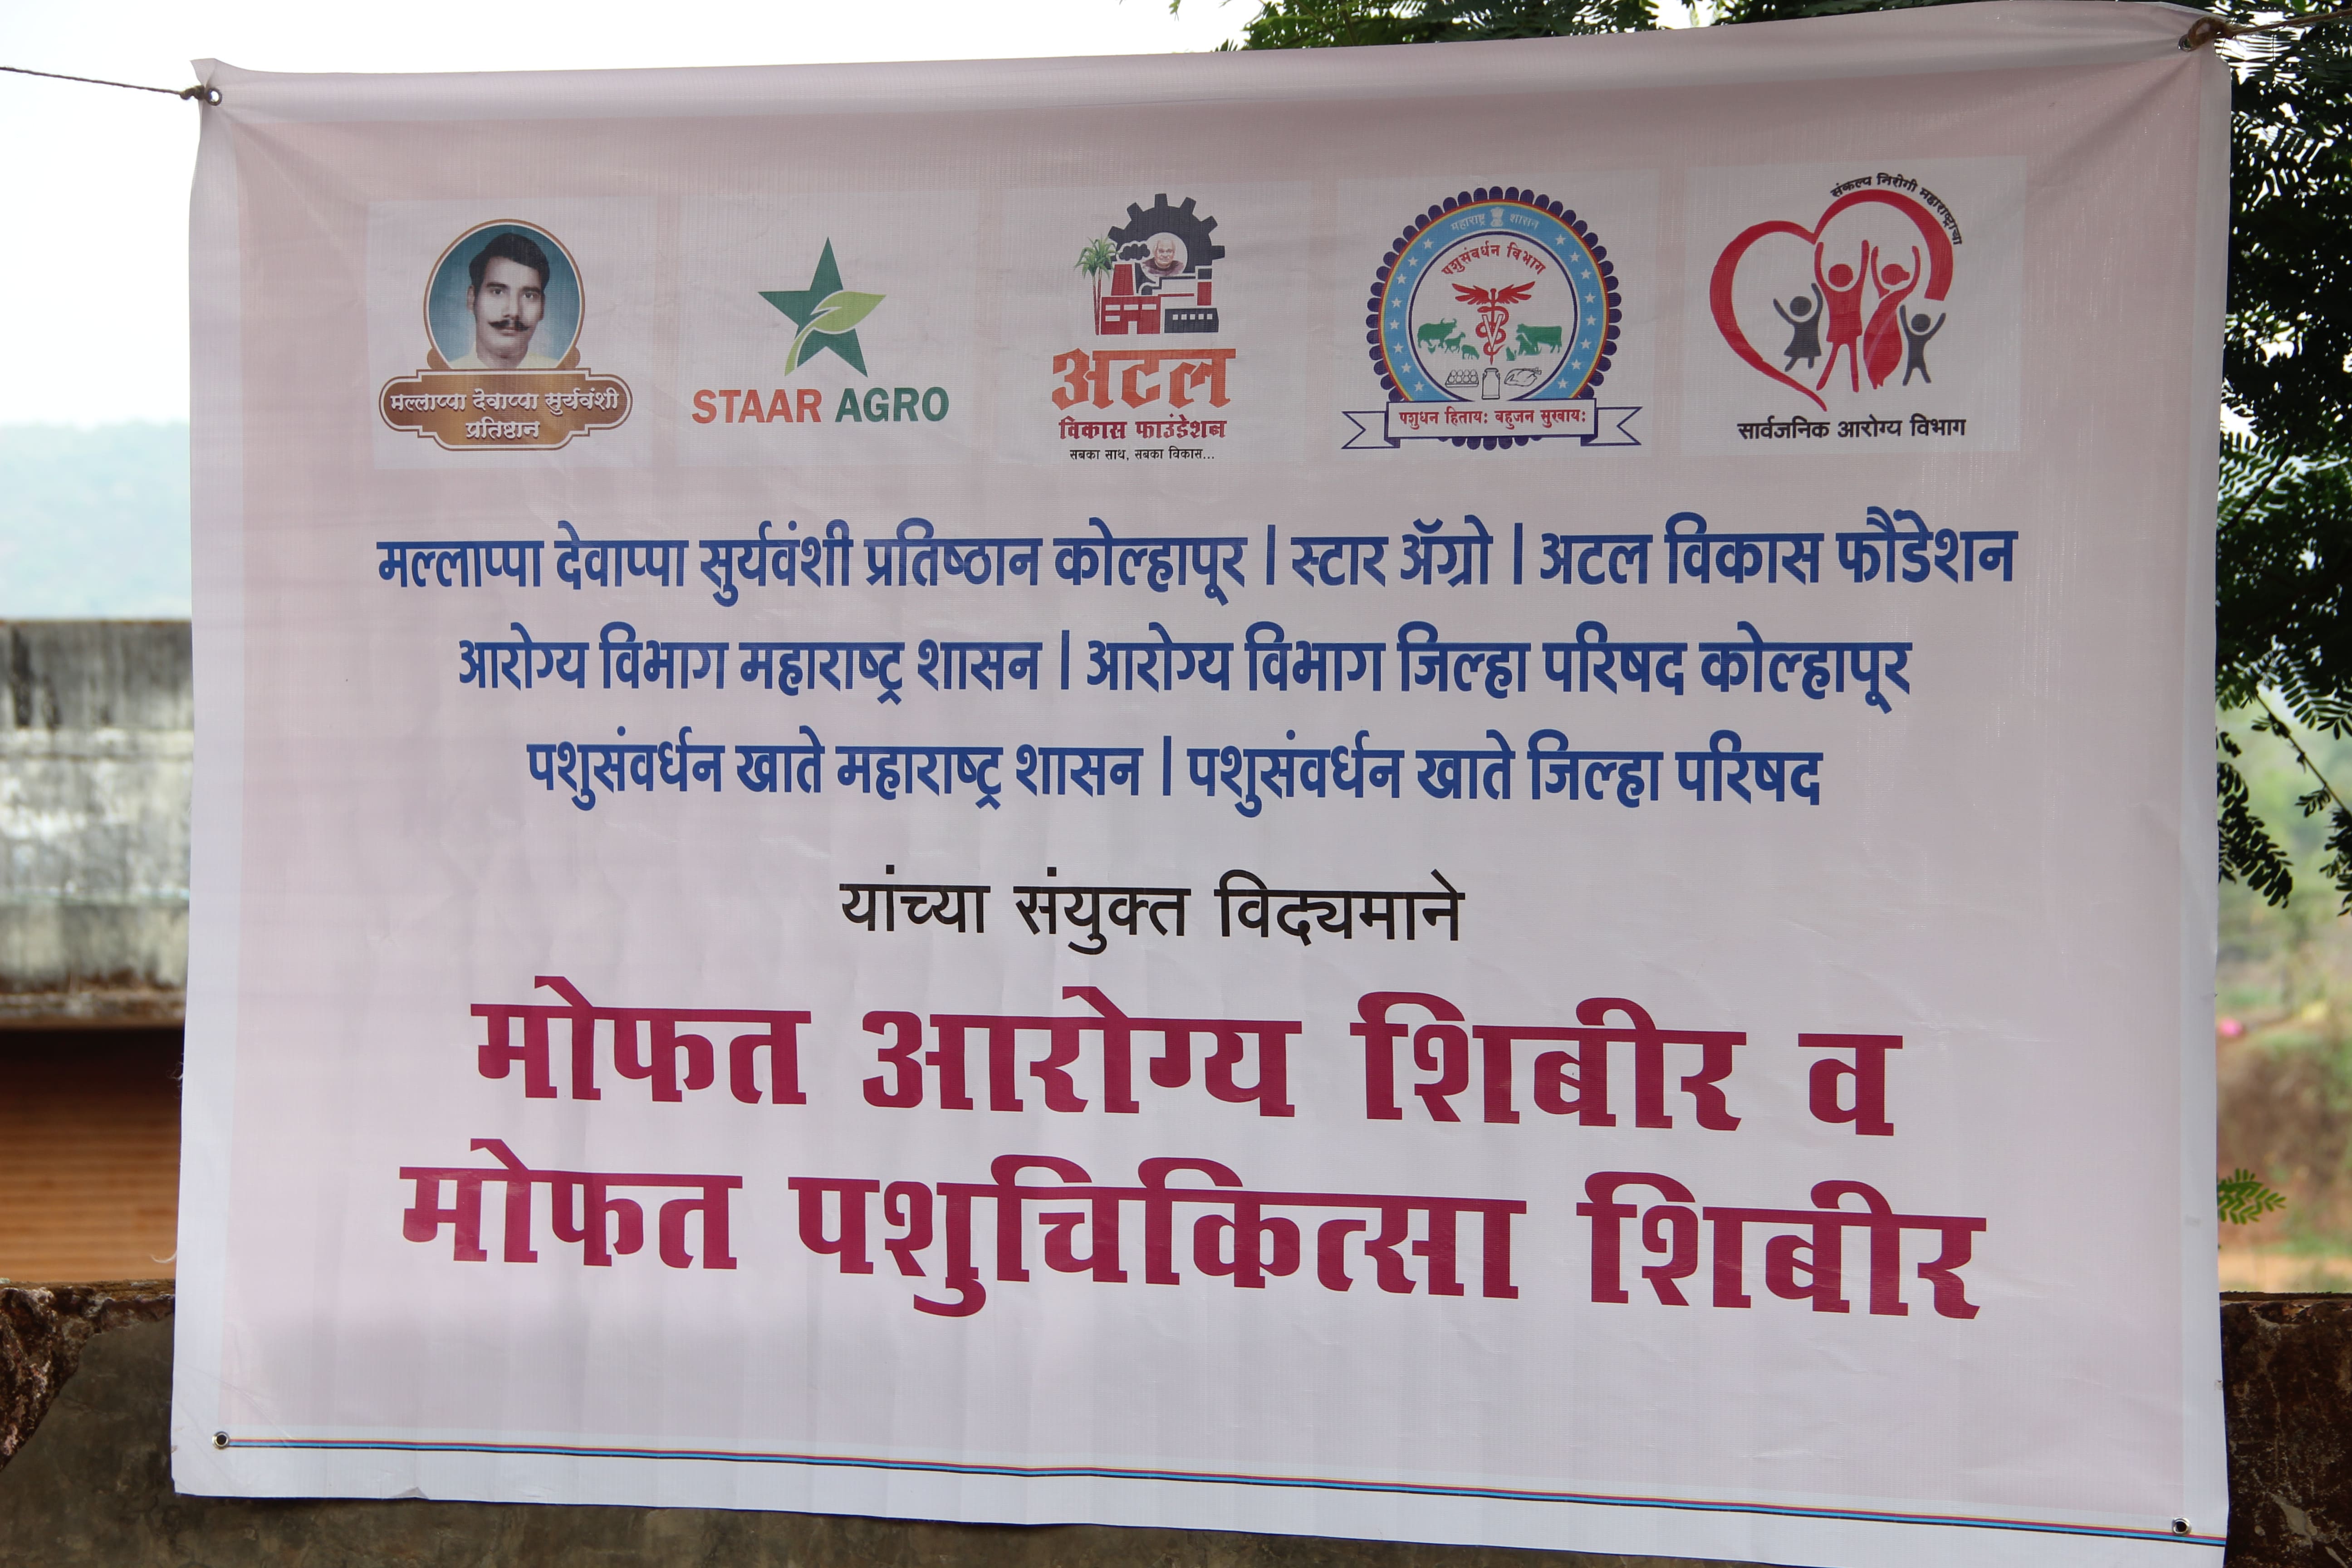 मल्लाप्पा देवाप्पा सुर्यवंशी
प्रतिष्ठान
STAAR AGRO
अटल
विकास फाउंडेशन
सबका साथ, सबका विकास...
महाराष्ट्र शासन
पशुसंवर्धन विभाग
पशुधन हितायः बहुजन सुखायः
संकल्प निरोगी महाराष्ट्राचा
सार्वजनिक आरोग्य विभाग
मल्लाप्पा देवाप्पा सुर्यवंशी प्रतिष्ठान कोल्हापूर | स्टार ॲग्रो | अटल विकास फौंडेशन
आरोग्य विभाग महाराष्ट्र शासन | आरोग्य विभाग जिल्हा परिषद कोल्हापूर
पशुसंवर्धन खाते महाराष्ट्र शासन | पशुसंवर्धन खाते जिल्हा परिषद
यांच्या संयुक्त विद्यमाने
मोफत आरोग्य शिबीर व
मोफत पशुचिकित्सा शिबीर